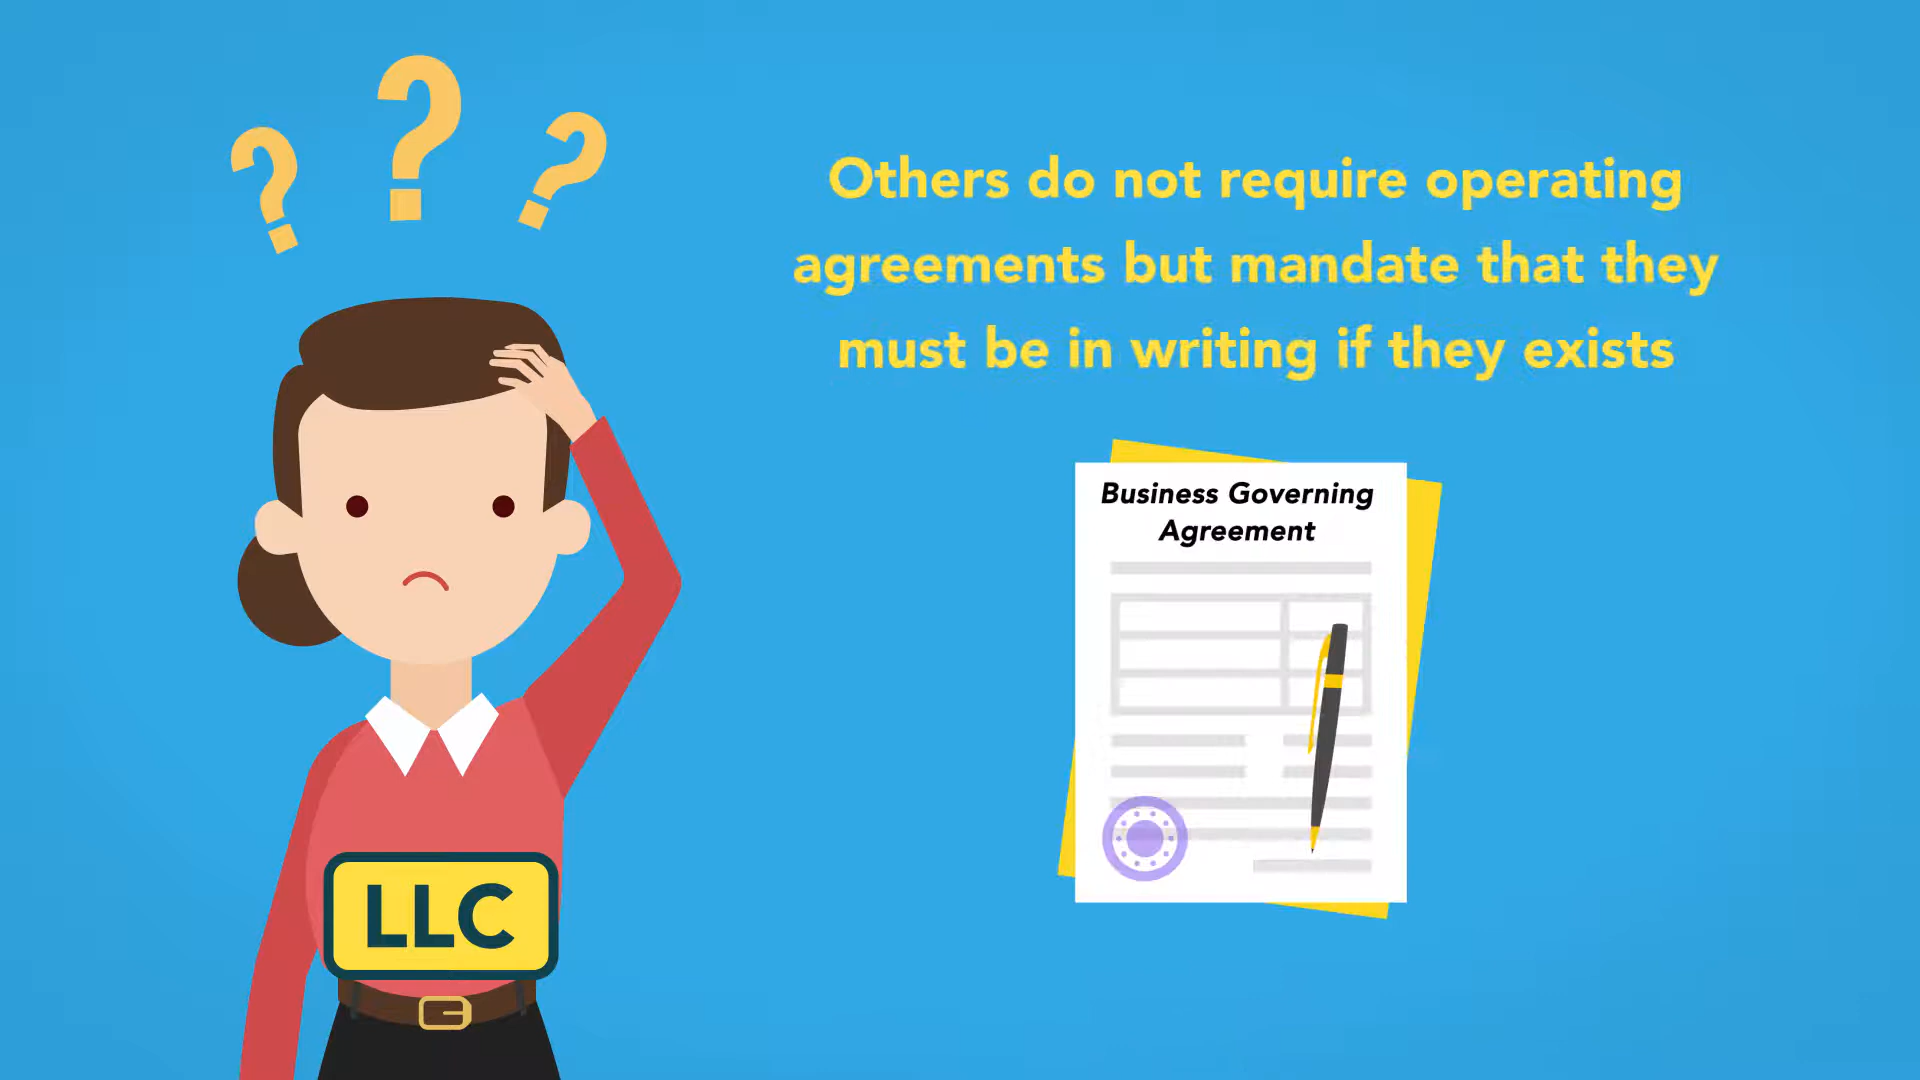 Others do not require operating
agreements but mandate that they
must be in writing if they exists
Business Governing
Agreement
LLC